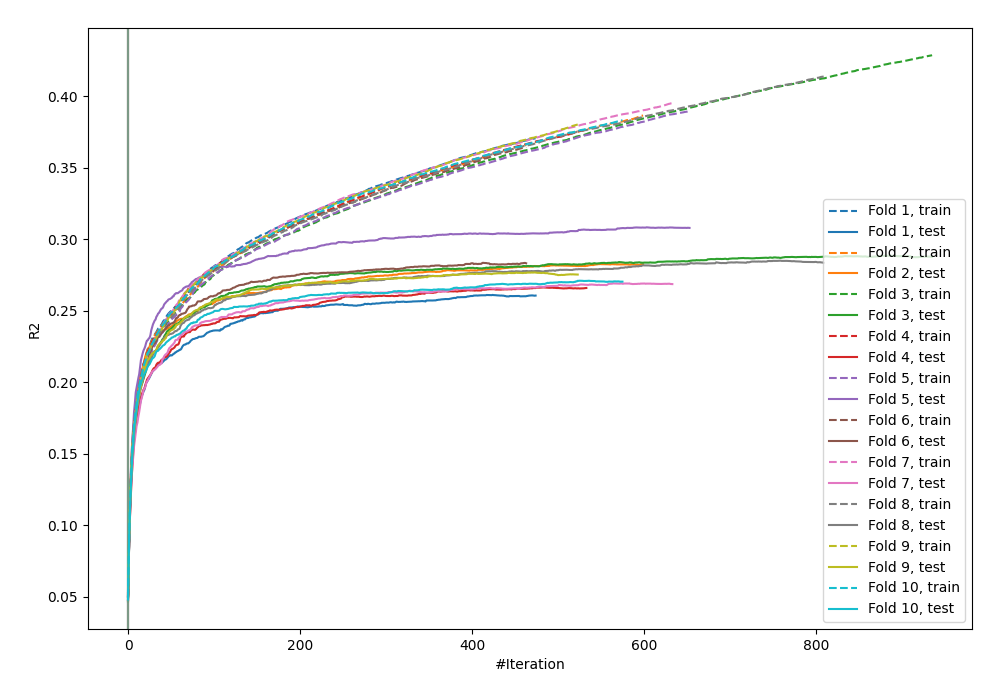 0.40
0.35
0.30
0.25
0.20
0.15
0.10
0.05
R2
0
200
400
600
800
#Iteration
Fold 1, train
Fold 1, test
Fold 2, train
Fold 2, test
Fold 3, train
Fold 3, test
Fold 4, train
Fold 4, test
Fold 5, train
Fold 5, test
Fold 6, train
Fold 6, test
Fold 7, train
Fold 7, test
Fold 8, train
Fold 8, test
Fold 9, train
Fold 9, test
Fold 10, train
Fold 10, test